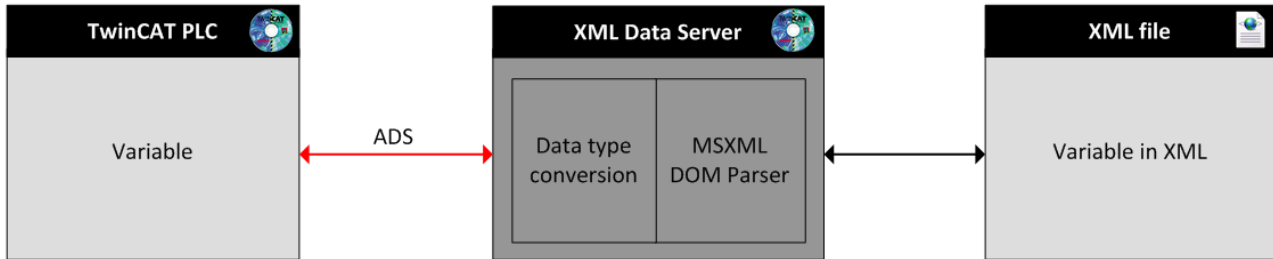 TwinCAT PLC
XML Data Server
XML file
Variable
ADS
Data type
conversion
MSXML
DOM Parser
Variable in XML